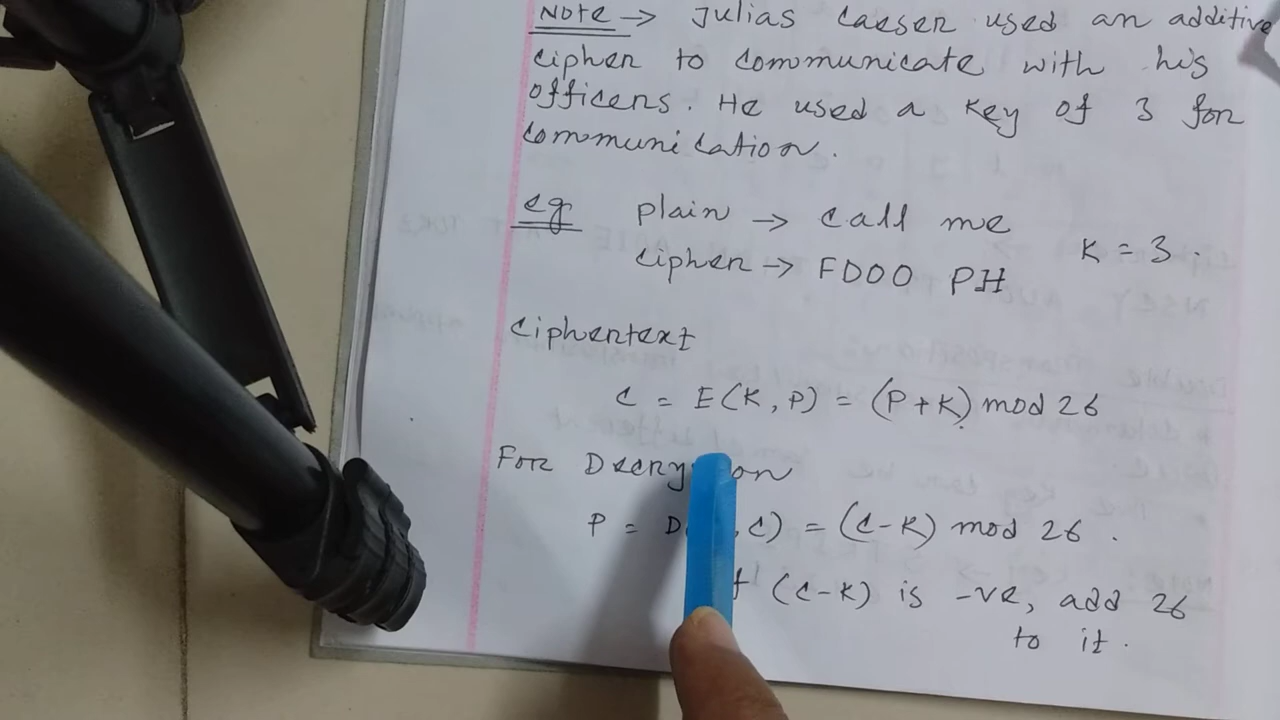 Note → Julias Caeser used an additive
cipher to communicate with his
officers. He used a key of 3 for
communication.
eg plain → call me
cipher → FDOO PH
K = 3.
ciphertext
C = E(K, P) = (P+K) mod 26
For
P = D , C) = (C-K) mod 26.
(C-K) is -ve, add 26
to it.